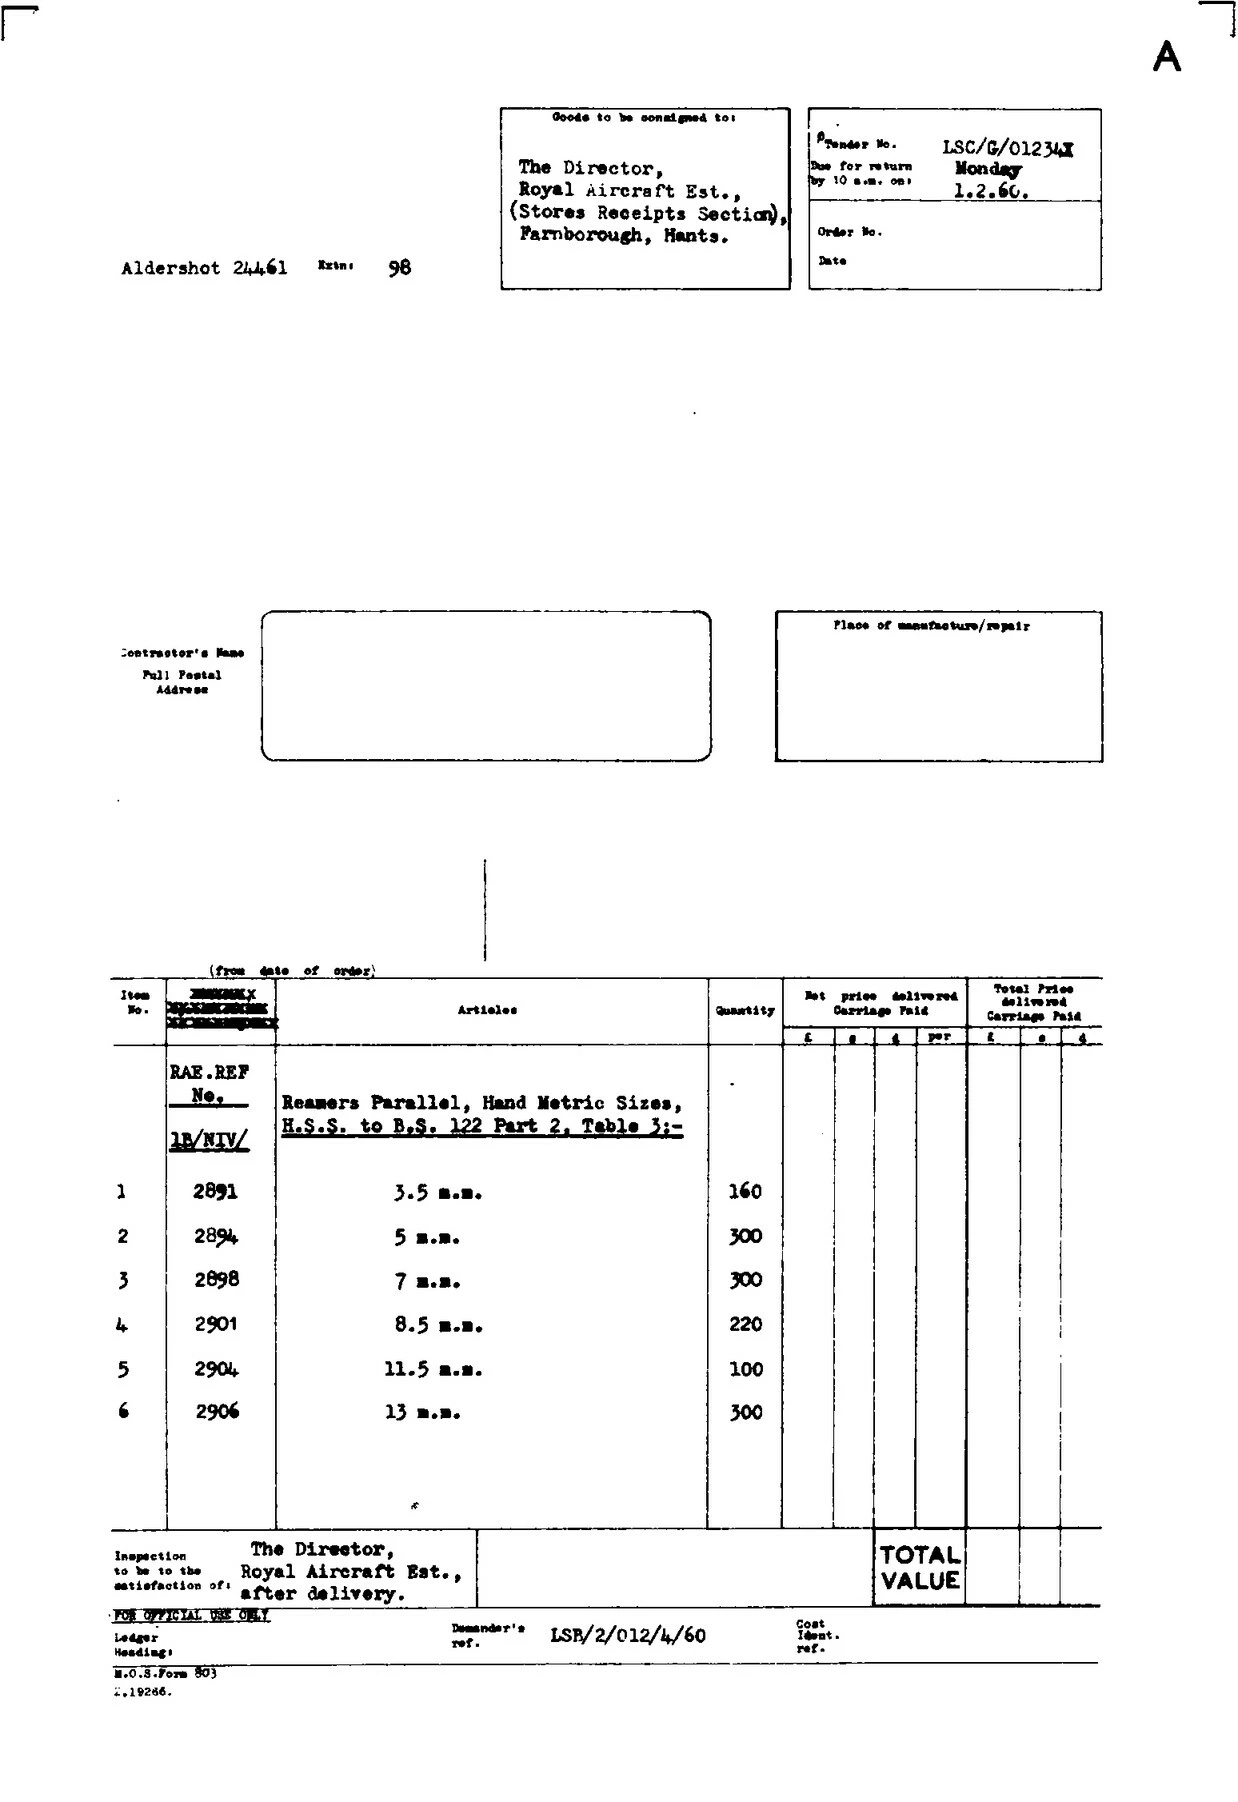 A
Goods to be consigned to:
The Director,
Royal Aircraft Est.,
(Stores Receipts Section),
Farnborough, Hants.
Tender No. LSC/G/01234
Due for return Monday
by 10 a.m. on: 1.2.60.
Order No.
Date
Aldershot 24461 Extn: 98
Contractor's Name
Full Postal
Address
Place of manufacture/repair
(from date of order)
Item No.
Articles
Quantity
Net price delivered
Carriage Paid
£ s d per
Total Price
delivered
Carriage Paid
£ s d
RAE.REF
No.
1B/NIV/
Reamers Parallel, Hand Metric Sizes,
H.S.S. to B.S. 122 Part 2, Table 3:-
1 2891 3.5 m.m. 160
2 2894 5 m.m. 300
3 2898 7 m.m. 300
4 2901 8.5 m.m. 220
5 2904 11.5 m.m. 100
6 2906 13 m.m. 300
Inspection
to be to the
satisfaction of:
The Director,
Royal Aircraft Est.,
after delivery.
TOTAL
VALUE
FOR OFFICIAL USE ONLY
Ledger
Heading:
Demander's
ref.
LSB/2/012/4/60
Cost
Ident.
ref.
M.O.S.Form 803